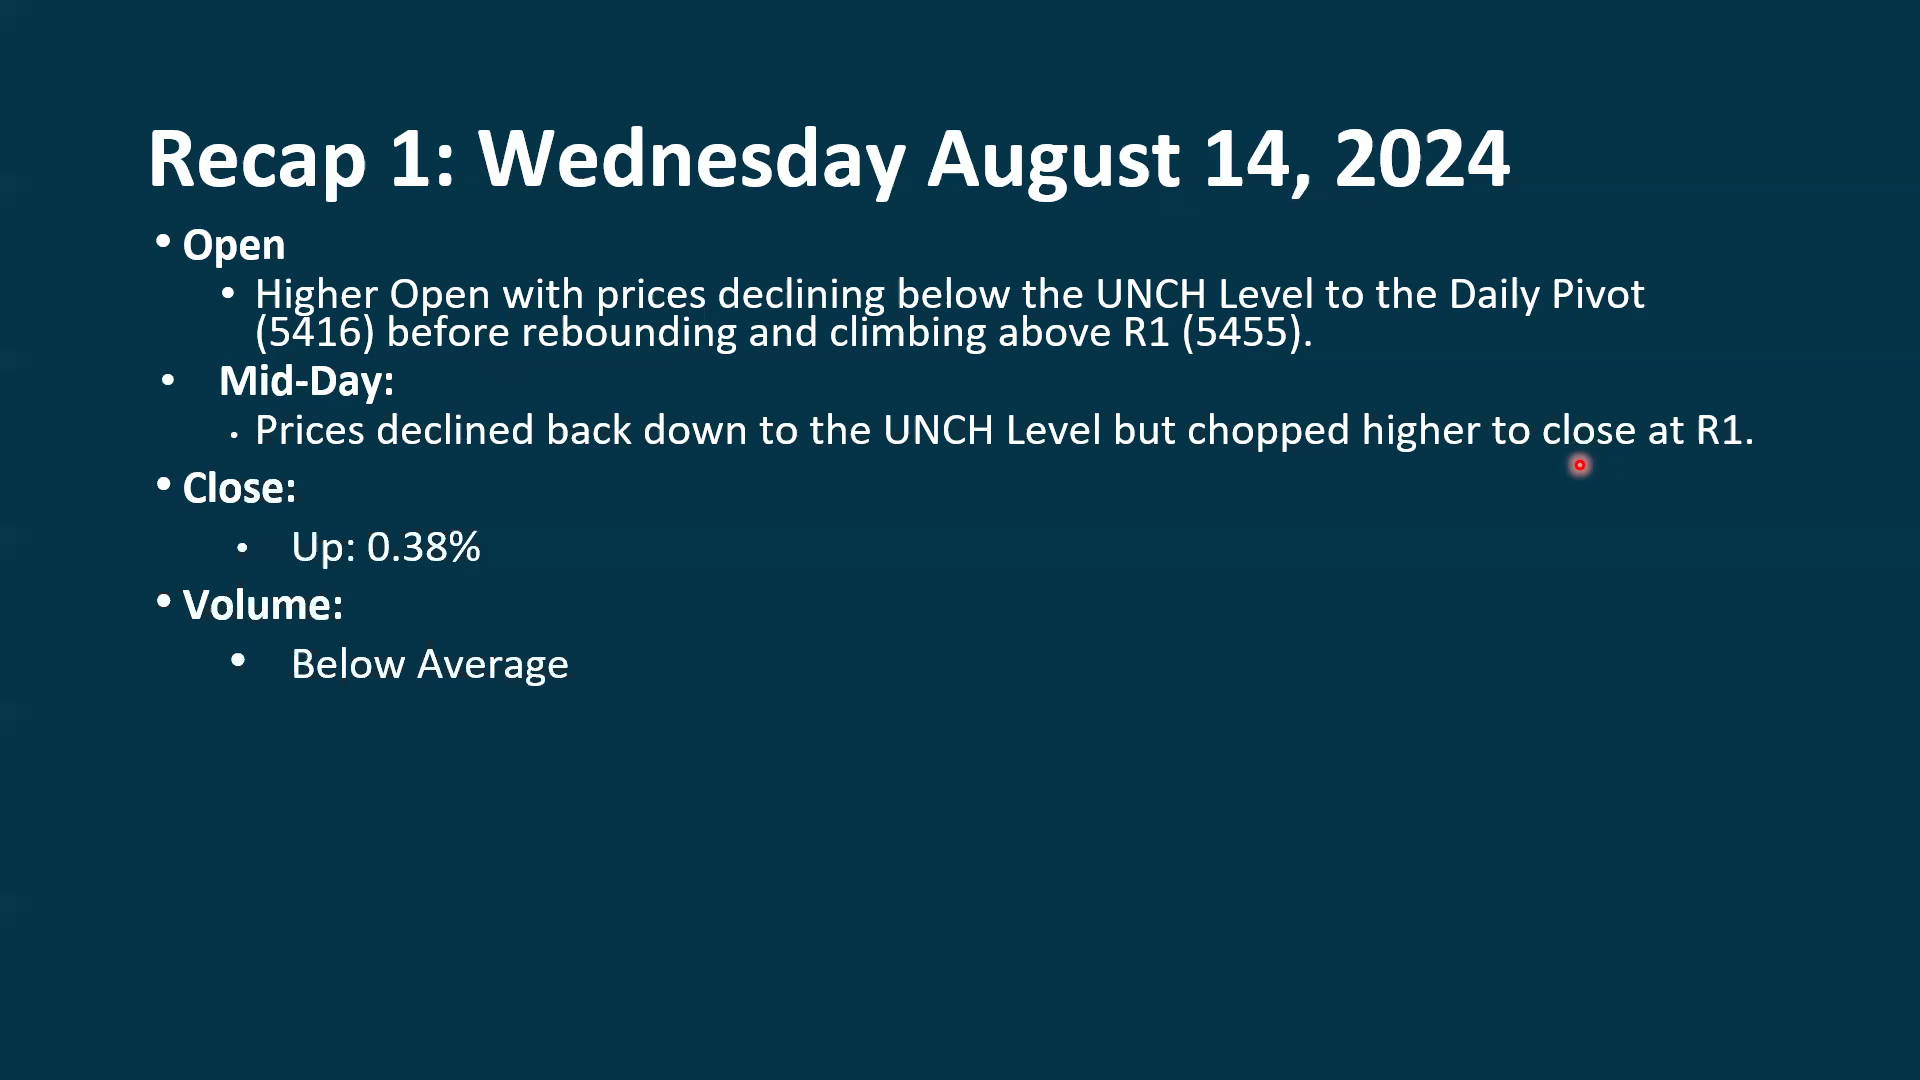 Recap 1: Wednesday August 14, 2024
• Open
• Higher Open with prices declining below the UNCH Level to the Daily Pivot
(5416) before rebounding and climbing above R1 (5455).
• Mid-Day:
• Prices declined back down to the UNCH Level but chopped higher to close at R1.
• Close:
• Up: 0.38%
• Volume:
• Below Average